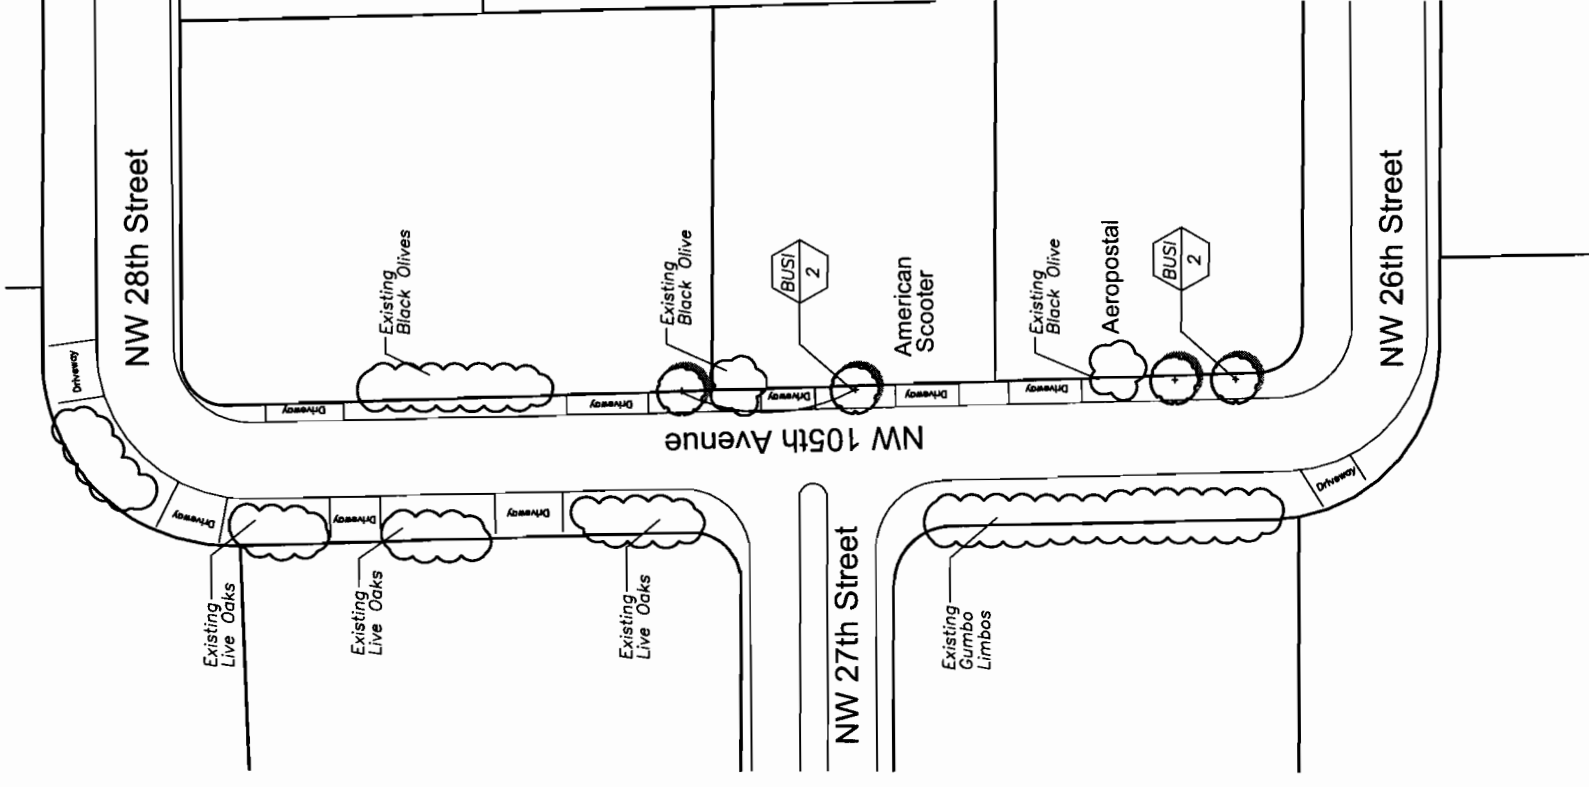 NW 28th Street
Existing
Black Olives
Existing
Black Olive
BUSI
2
American
Scooter
Existing
Black Olive
Aeropostal
BUSI
2
NW 26th Street
Driveway
Driveway
Driveway
Driveway
Driveway
Driveway
NW 105th Avenue
Driveway
Driveway
Driveway
Driveway
Existing
Live Oaks
Existing
Live Oaks
Existing
Live Oaks
NW 27th Street
Existing
Gumbo
Limbos